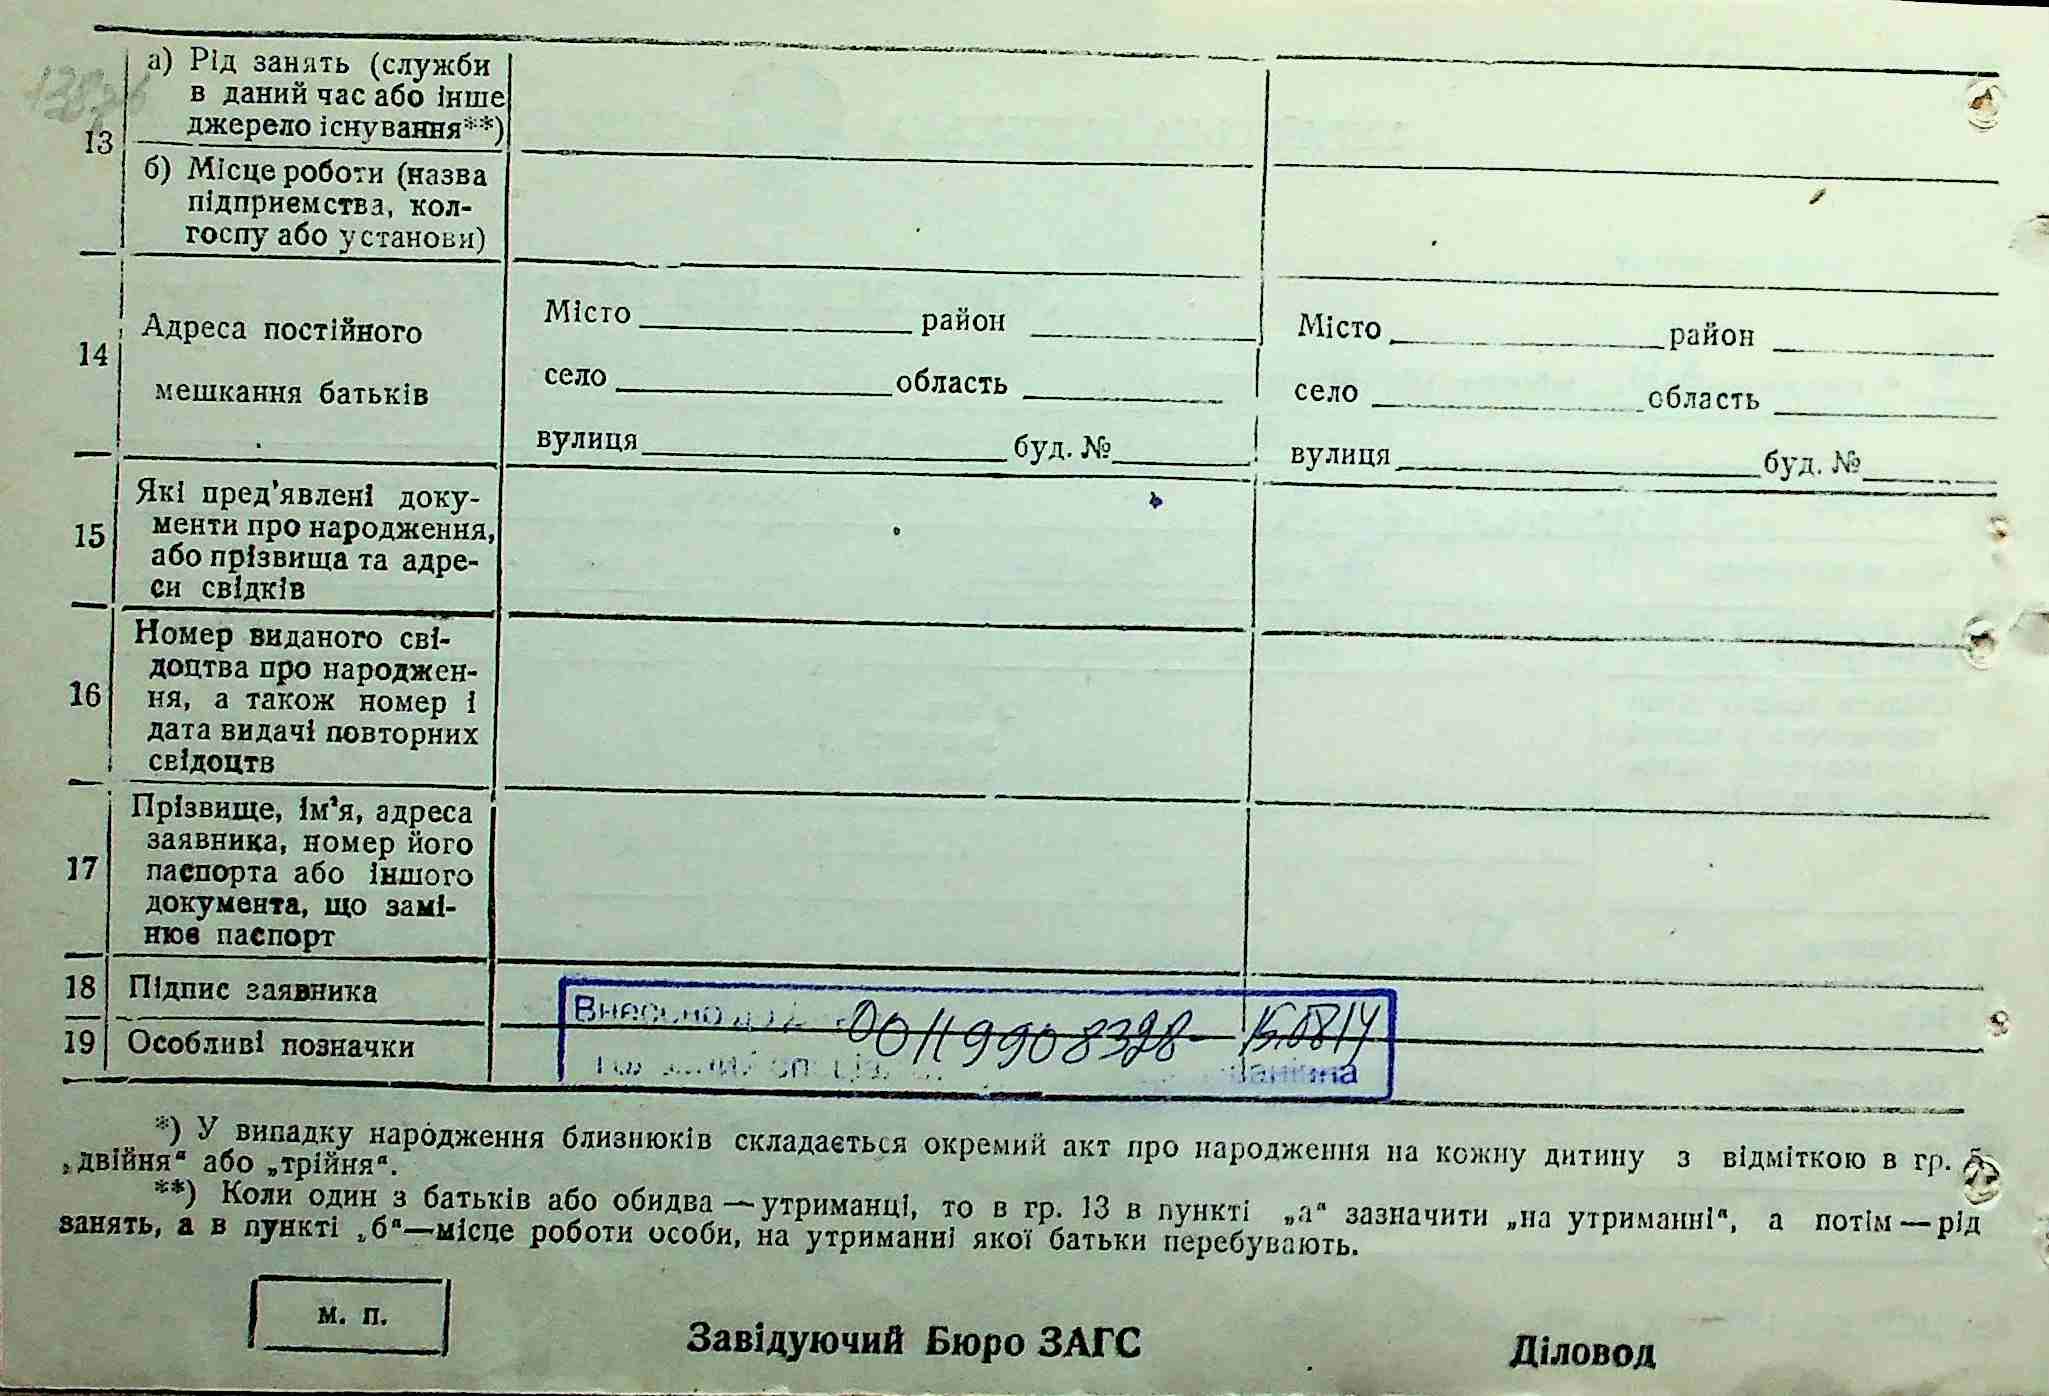 13
а) Рід занять (служби
в даний час або інше
джерело існування**)
б) Місце роботи (назва
підприємства, кол-
госпу або установи)
14
Адреса постійного
мешкання батьків
Місто район
село область
вулиця буд. №
Місто район
село область
вулиця буд. №
15
Які пред'явлені доку-
менти про народження,
або прізвища та адре-
си свідків
16
Номер виданого сві-
доцтва про народжен-
ня, а також номер і
дата видачі повторних
свідоцтв
17
Прізвище, ім'я, адреса
заявника, номер його
паспорта або іншого
документа, що замі-
нює паспорт
18 Підпис заявника
19 Особливі позначки
Внесено 00119908328 15.0814
*) У випадку народження близнюків складається окремий акт про народження на кожну дитину з відміткою в гр. 5
„двійня“ або „трійня“.
**) Коли один з батьків або обидва — утриманці, то в гр. 13 в пункті „а“ зазначити „на утриманні“, а потім — рід
занять, а в пункті „б“—місце роботи особи, на утриманні якої батьки перебувають.
м. п.
Завідуючий Бюро ЗАГС
Діловод